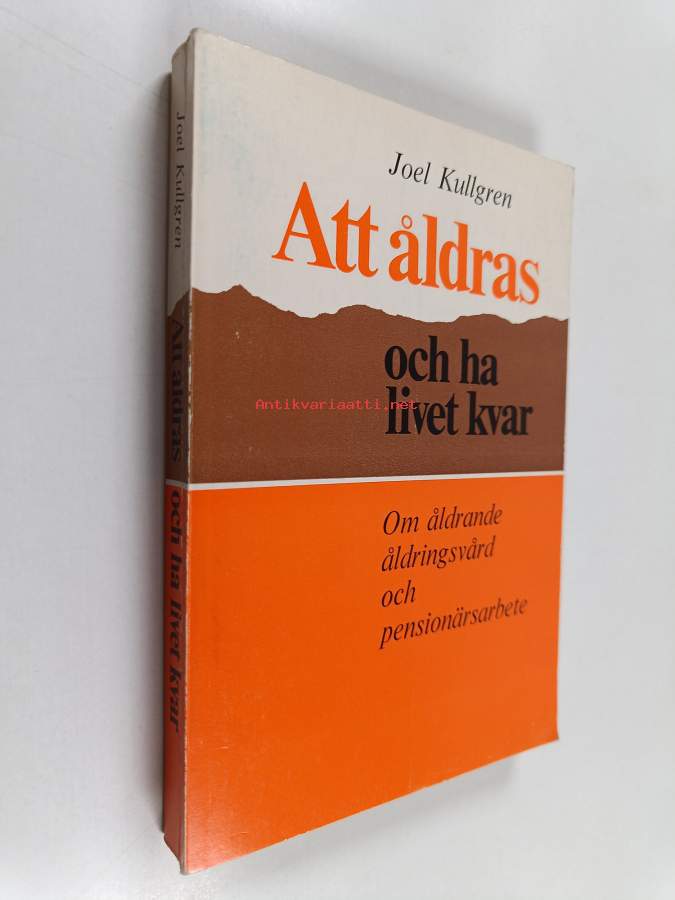 Joel Kullgren
Att åldras
och ha
livet kvar
Om åldrande
åldringsvård
och
pensionärsarbete
Joel Kullgren
Att åldras och ha livet kvar
Antikvariaatti.net